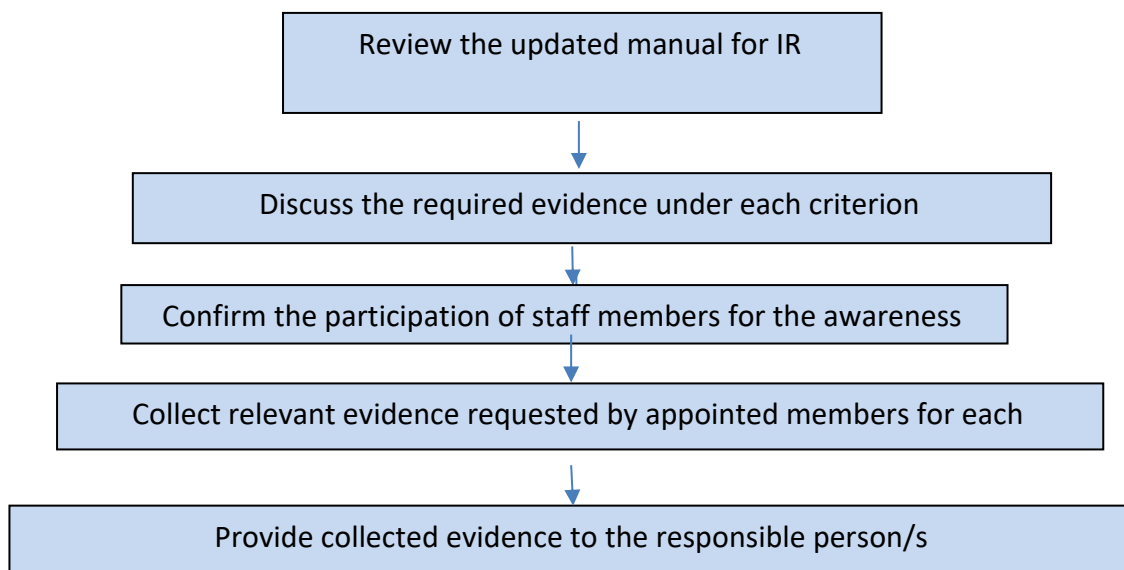 Review the updated manual for IR
Discuss the required evidence under each criterion
Confirm the participation of staff members for the awareness
Collect relevant evidence requested by appointed members for each
Provide collected evidence to the responsible person/s